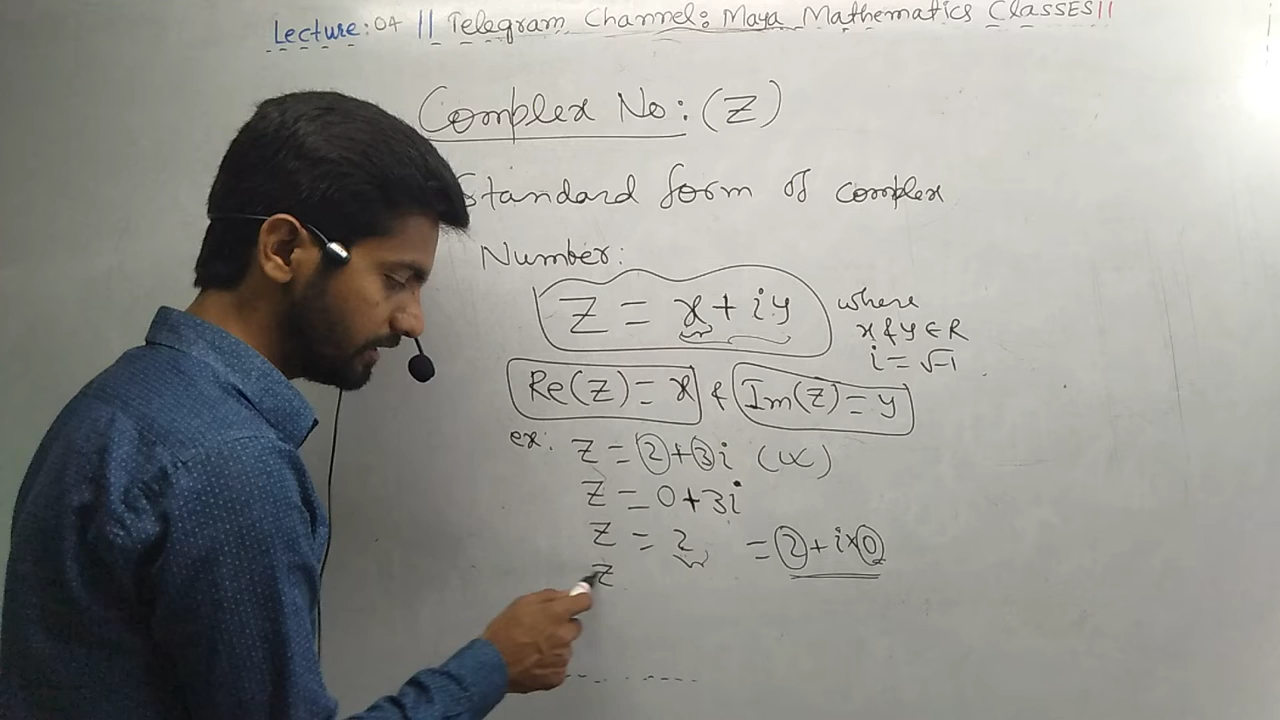 Lecture: 04 || Telegram Channel: Maya Mathematics Classes ||
Complex No: (Z)
Standard form of complex
Number:
Z = x + iy where
x & y ∈ R
i = √-1
Re(Z) = x & Im(Z) = y
ex: Z = 2+3i
Z = 0+3i
Z = 2 = 2 + i×0
Z